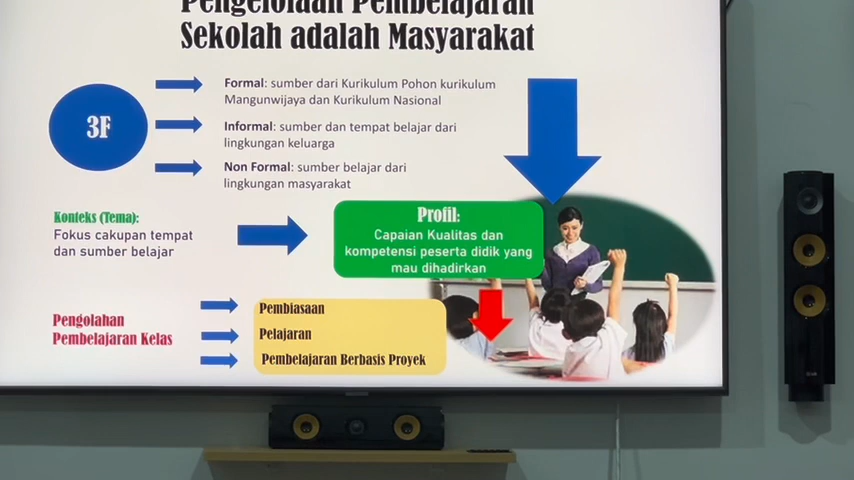 Pengelolaan Pembelajaran
Sekolah adalah Masyarakat
3F
Formal: sumber dari Kurikulum Pohon kurikulum
Mangunwijaya dan Kurikulum Nasional
Informal: sumber dan tempat belajar dari
lingkungan keluarga
Non Formal: sumber belajar dari
lingkungan masyarakat
Konteks (Tema):
Fokus cakupan tempat
dan sumber belajar
Profil:
Capaian Kualitas dan
kompetensi peserta didik yang
mau dihadirkan
Pengolahan
Pembelajaran Kelas
Pembiasaan
Pelajaran
Pembelajaran Berbasis Proyek